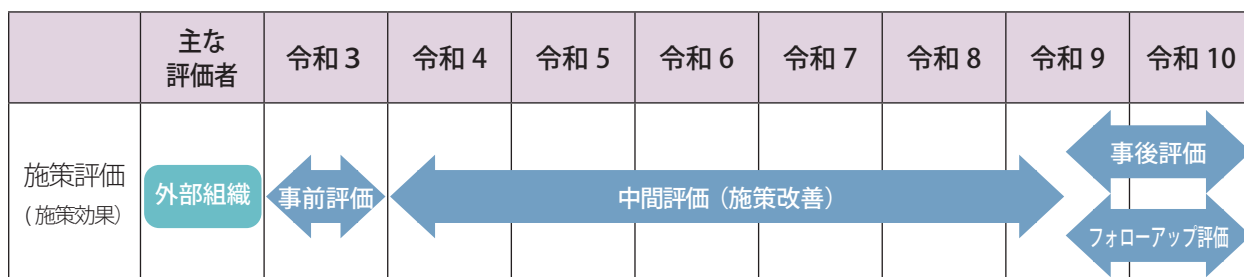 主な
評価者
令和 3
令和 4
令和 5
令和 6
令和 7
令和 8
令和 9
令和 10
施策評価
(施策効果)
外部組織
事前評価
中間評価（施策改善）
事後評価
フォローアップ評価